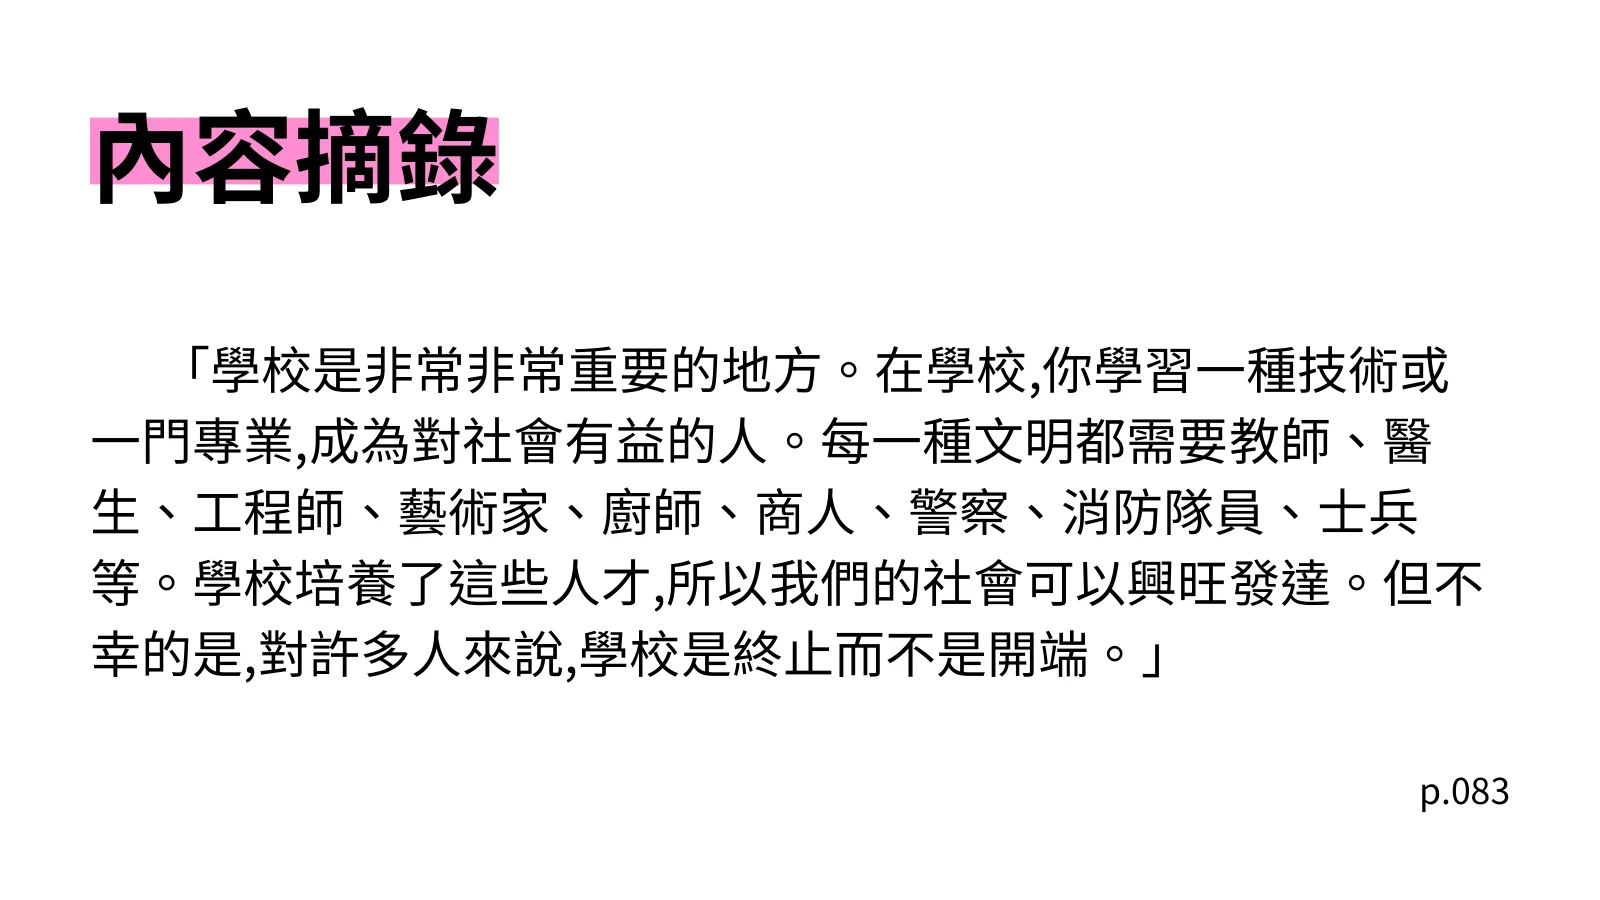 內容摘錄
「學校是非常非常重要的地方。在學校,你學習一種技術或
一門專業,成為對社會有益的人。每一種文明都需要教師、醫
生、工程師、藝術家、廚師、商人、警察、消防隊員、士兵
等。學校培養了這些人才,所以我們的社會可以興旺發達。但不
幸的是,對許多人來說,學校是終止而不是開端。」
p.083